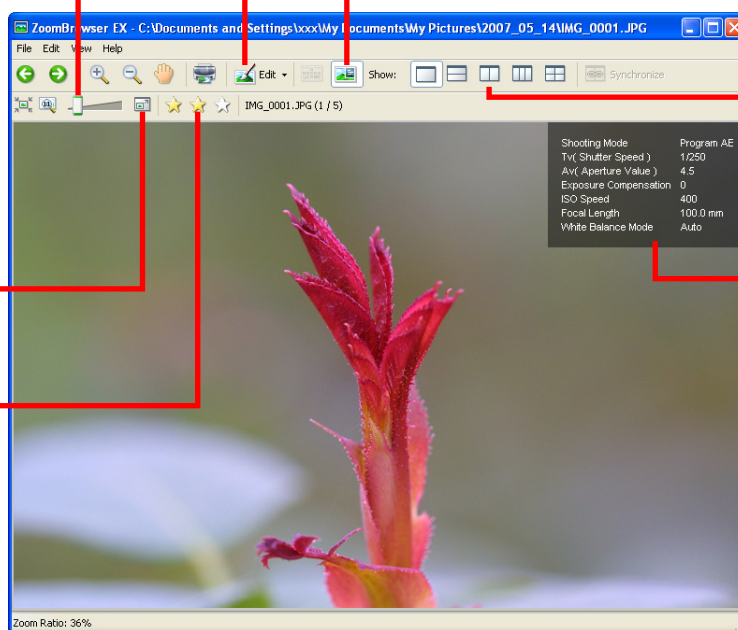 ZoomBrowser EX - C:\Documents and Settings\xxx\My Documents\My Pictures\2007_05_14\IMG_0001.JPG
File Edit View Help
Edit Show: Synchronize
IMG_0001.JPG (1 / 5)
Shooting Mode Program AE
Tv( Shutter Speed ) 1/250
Av( Aperture Value ) 4.5
Exposure Compensation 0
ISO Speed 400
Focal Length 100.0 mm
White Balance Mode Auto
Zoom Ratio: 36%